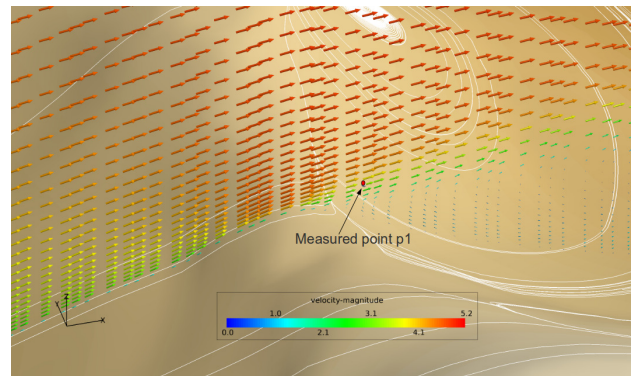 Measured point p1
Z
Y
X
velocity-magnitude
1.0 3.1 5.2
0.0 2.1 4.1